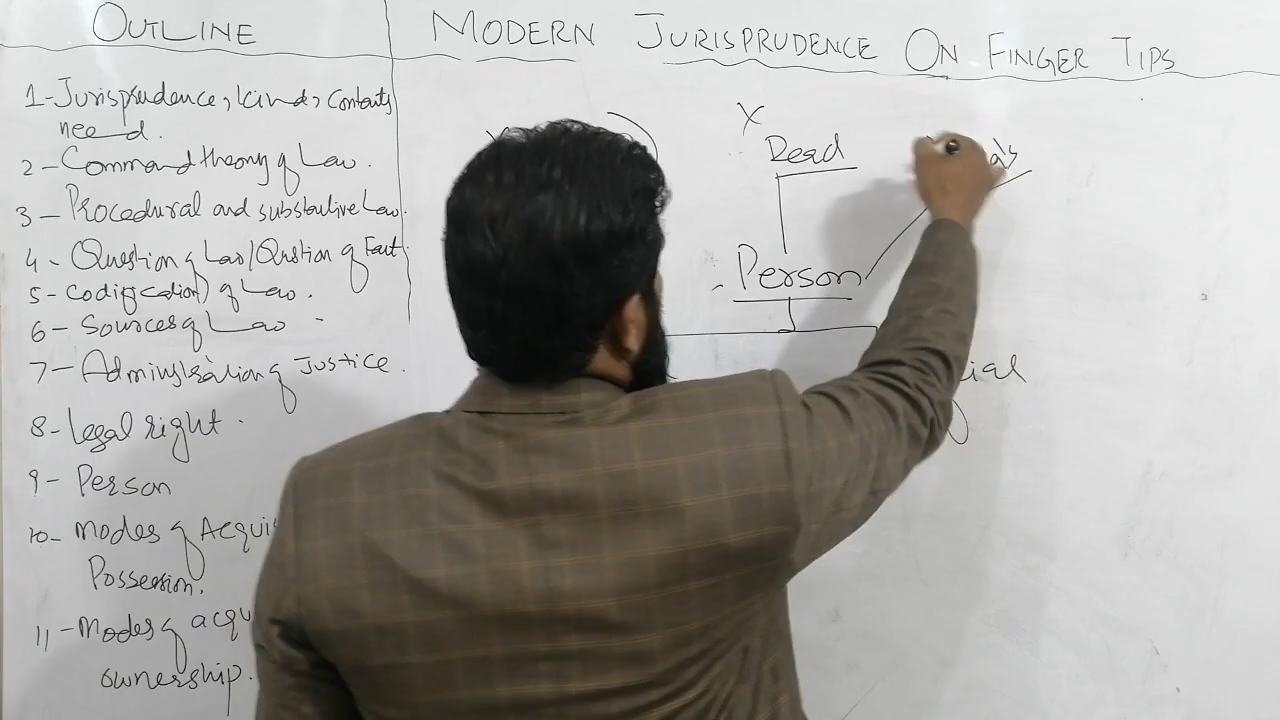 OUTLINE
MODERN JURISPRUDENCE ON FINGER TIPS
1-Jurisprudence, kinds, Contents
need.
2- Command theory of Law.
3- Procedural and substantive Law.
4- Question of Law/Question of Fact.
5- Codification of Law.
6- Sources of Law
7- Administration of Justice.
8- Legal right.
9- Person
10- Modes of Acquis
Possession.
11- Modes of acqu
ownership.
X
Dead
Person
cial